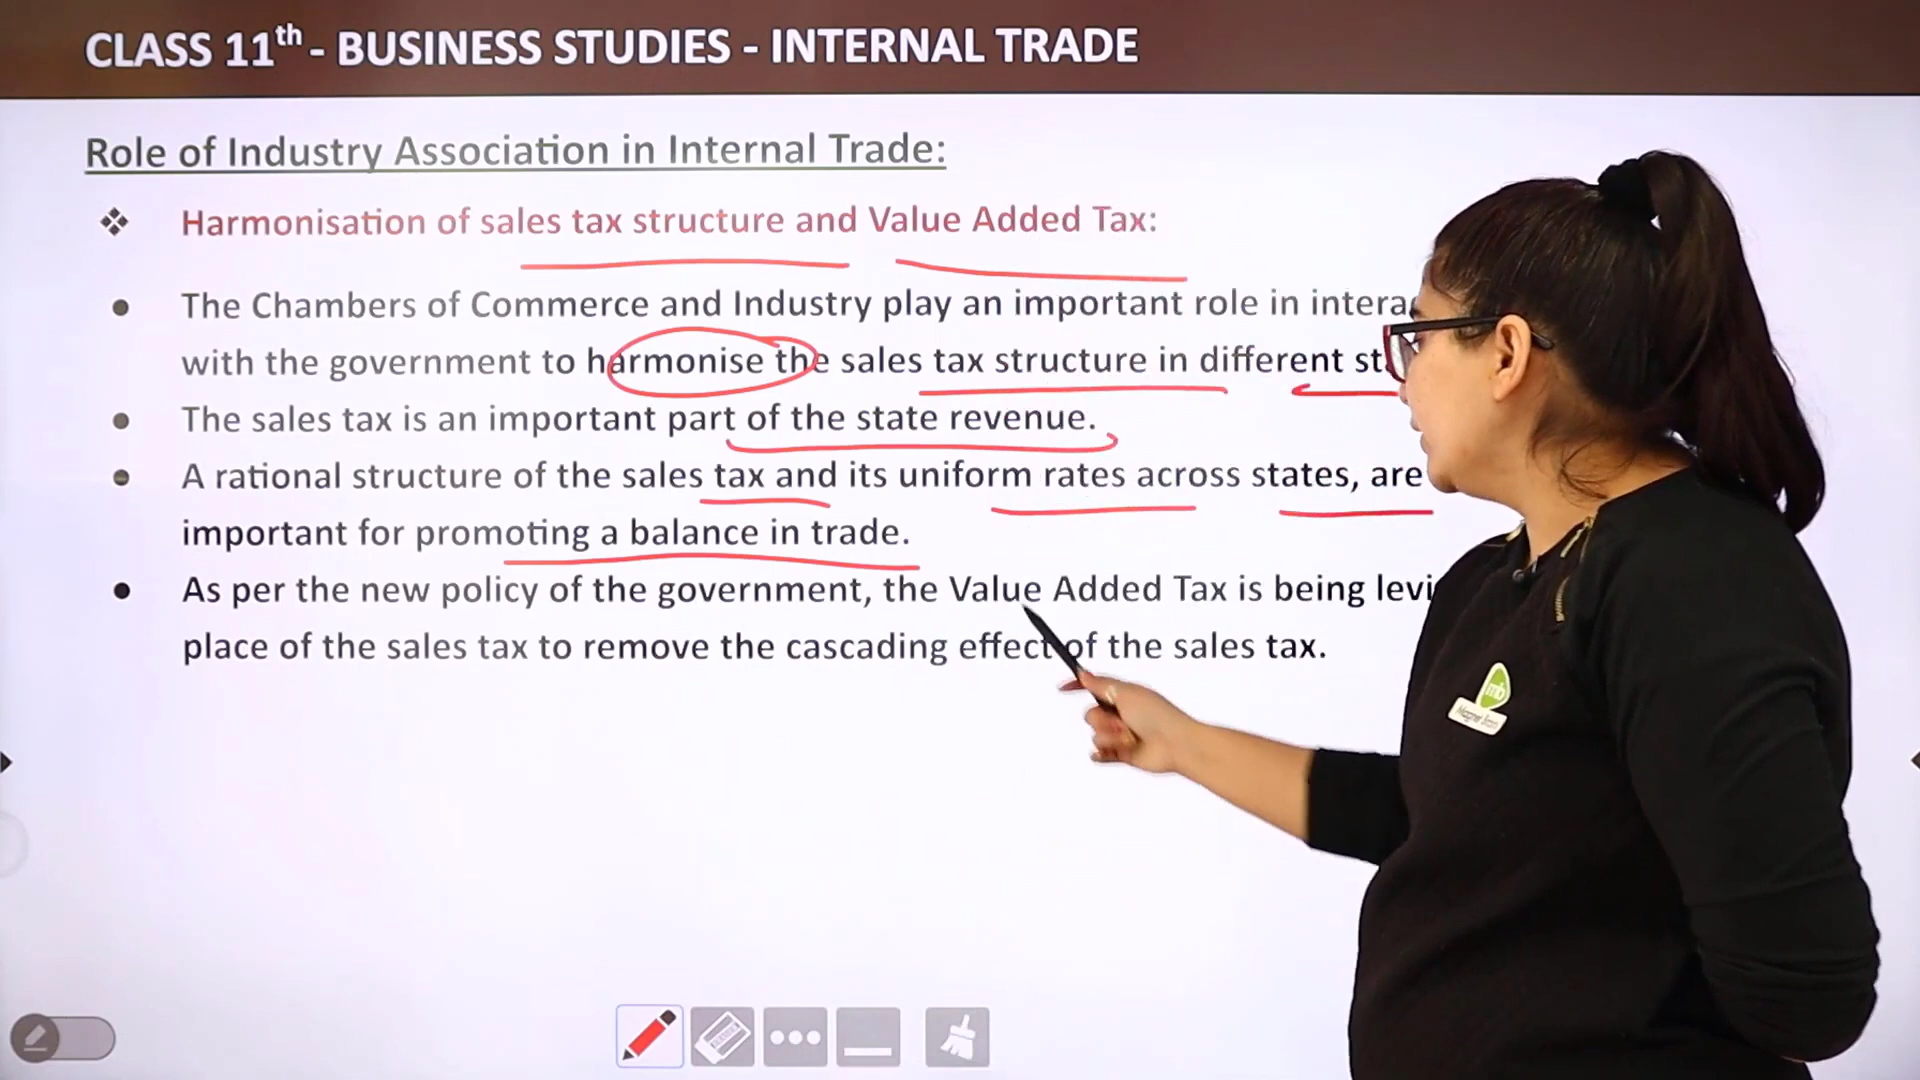 CLASS 11th - BUSINESS STUDIES - INTERNAL TRADE
Role of Industry Association in Internal Trade:
❖ Harmonisation of sales tax structure and Value Added Tax:
● The Chambers of Commerce and Industry play an important role in
with the government to harmonise the sales tax structure in different
● The sales tax is an important part of the state revenue.
● A rational structure of the sales tax and its uniform rates across states, are
important for promoting a balance in trade.
● As per the new policy of the government, the Value Added Tax is being
place of the sales tax to remove the cascading effect of the sales tax.
mb